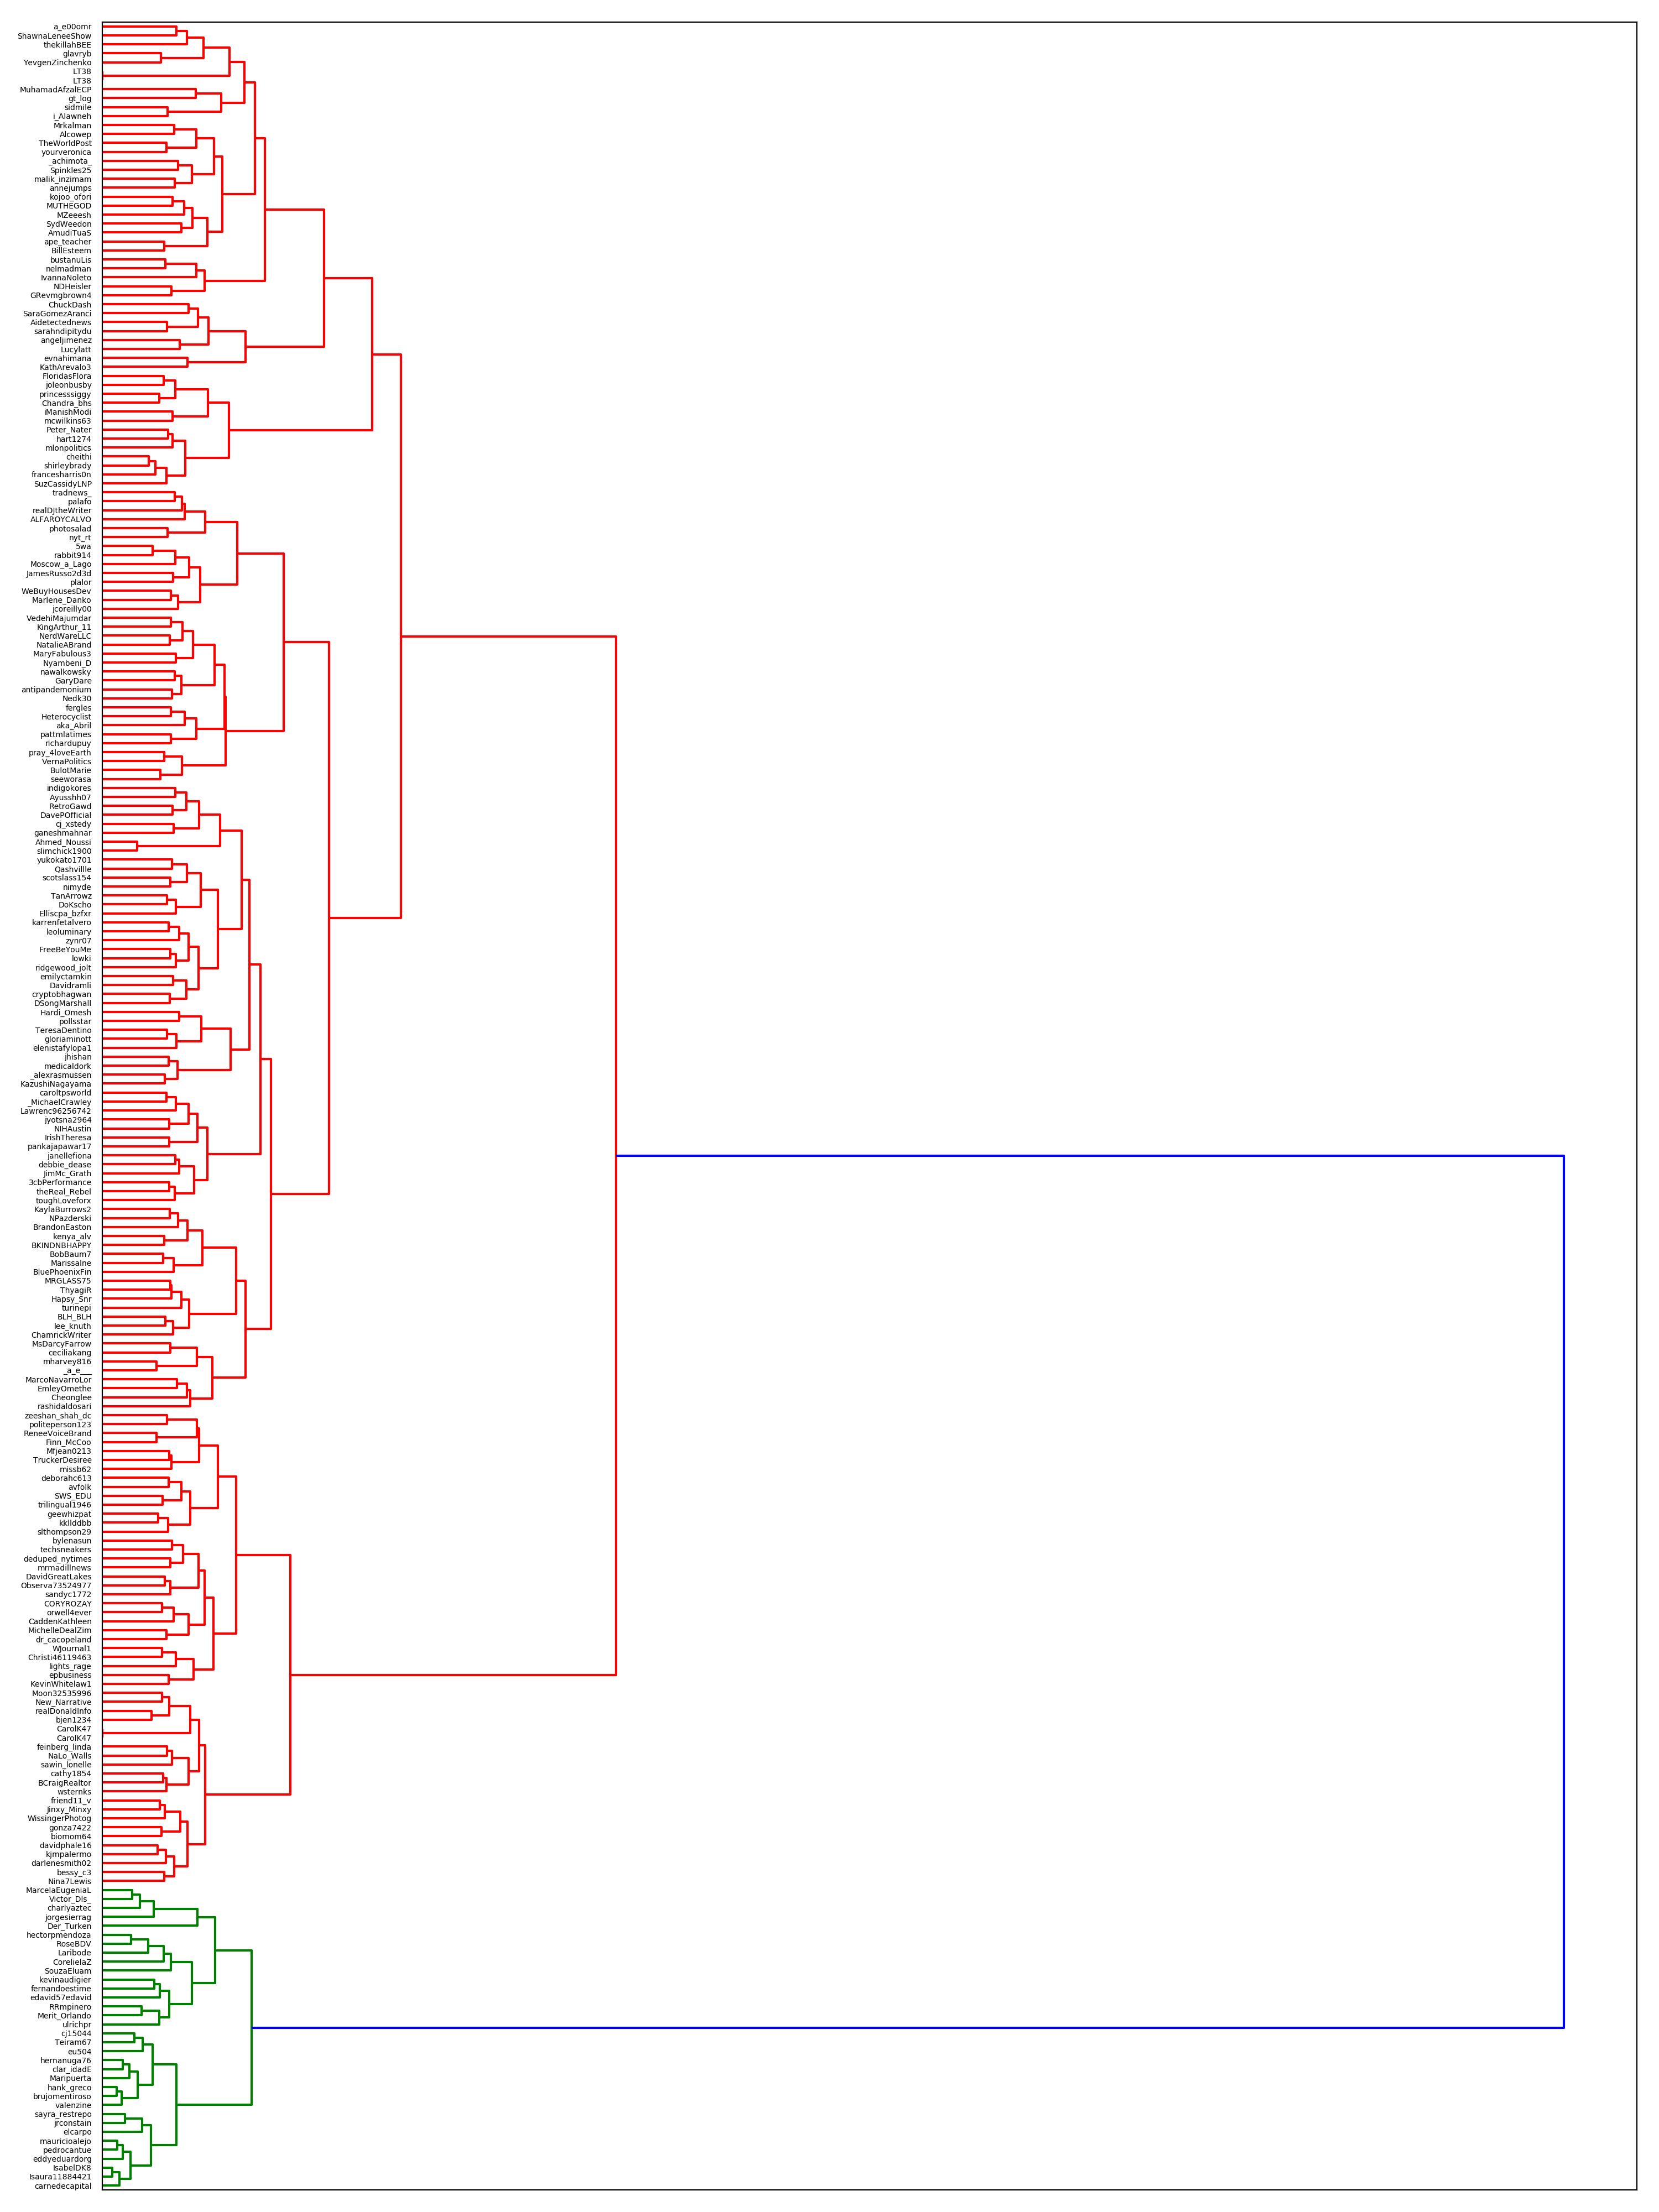 a_e00omr
ShawnaLeneeShow
thekillahBEE
glavryb
YevgenZinchenko
LT38
LT38
MuhamadAfzalECP
gt_log
sidmile
i_Alawneh
Mrkalman
Alcowep
TheWorldPost
yourveronica
_achimota_
Spinkles25
malik_inzimam
annejumps
kojoo_ofori
MUTHEGOD
MZeeesh
SydWeedon
AmudiTuaS
ape_teacher
BillEsteem
bustanuLis
nelmadman
IvannaNoleto
NDHeisler
GRevmgbrown4
ChuckDash
SaraGomezAranci
Aidetectednews
sarahndipitydu
angeljimenez
Lucylatt
evnahimana
KathArevalo3
FloridasFlora
joleonbusby
princesssiggy
Chandra_bhs
iManishModi
mcwilkins63
Peter_Nater
hart1274
mlonpolitics
cheithi
shirleybrady
francesharris0n
SuzCassidyLNP
tradnews_
palafo
realDJtheWriter
ALFAROYCALVO
photosalad
nyt_rt
5wa
rabbit914
Moscow_a_Lago
JamesRusso2d3d
plalor
WeBuyHousesDev
Marlene_Danko
jcoreilly00
VedehiMajumdar
KingArthur_11
NerdWareLLC
NatalieABrand
MaryFabulous3
Nyambeni_D
nawalkowsky
GaryDare
antipandemonium
Nedk30
fergles
Heterocyclist
aka_Abril
pattmlatimes
richardupuy
pray_4loveEarth
VernaPolitics
BulotMarie
seeworasa
indigokores
Ayusshh07
RetroGawd
DavePOfficial
cj_xstedy
ganeshmahnar
Ahmed_Noussi
slimchick1900
yukokato1701
Qashvillle
scotslass154
nimyde
TanArrowz
DoKscho
Elliscpa_bzfxr
karrenfetalvero
leoluminary
zynr07
FreeBeYouMe
lowki
ridgewood_jolt
emilyctamkin
Davidramli
cryptobhagwan
DSongMarshall
Hardi_Omesh
pollsstar
TeresaDentino
gloriaminott
elenistafylopa1
jhishan
medicaldork
_alexrasmussen
KazushiNagayama
caroltpsworld
_MichaelCrawley
Lawrenc96256742
jyotsna2964
NIHAustin
IrishTheresa
pankajapawar17
janellefiona
debbie_dease
JimMc_Grath
3cbPerformance
theReal_Rebel
toughLoveforx
KaylaBurrows2
NPazderski
BrandonEaston
kenya_alv
BKINDNBHAPPY
BobBaum7
Marissalne
BluePhoenixFin
MRGLASS75
ThyagiR
Hapsy_Snr
turinepi
BLH_BLH
lee_knuth
ChamrickWriter
MsDarcyFarrow
ceciliakang
mharvey816
_a_e___
MarcoNavarroLor
EmleyOmethe
Cheonglee
rashidaldosari
zeeshan_shah_dc
politeperson123
ReneeVoiceBrand
Finn_McCoo
Mfjean0213
TruckerDesiree
missb62
deborahc613
avfolk
SWS_EDU
trilingual1946
geewhizpat
kkllddbb
slthompson29
bylenasun
techsneakers
deduped_nytimes
mrmadillnews
DavidGreatLakes
Observa73524977
sandyc1772
CORYROZAY
orwell4ever
CaddenKathleen
MichelleDealZim
dr_cacopeland
WJournal1
Christi46119463
lights_rage
epbusiness
KevinWhitelaw1
Moon32535996
New_Narrative
realDonaldInfo
bjen1234
CarolK47
CarolK47
feinberg_linda
NaLo_Walls
sawin_lonelle
cathy1854
BCraigRealtor
wsternks
friend11_v
Jinxy_Minxy
WissingerPhotog
gonza7422
biomom64
davidphale16
kjmpalermo
darlenesmith02
bessy_c3
Nina7Lewis
MarcelaEugeniaL
Victor_Dls_
charlyaztec
jorgesierrag
Der_Turken
hectorpmendoza
RoseBDV
Laribode
CorelielaZ
SouzaEluam
kevinaudigier
fernandoestime
edavid57edavid
RRmpinero
Merit_Orlando
ulrichpr
cj15044
Teiram67
eu504
hernanuga76
clar_idadE
Maripuerta
hank_greco
brujomentiroso
valenzine
sayra_restrepo
jrconstain
elcarpo
mauricioalejo
pedrocantue
eddyeduardorg
IsabelDK8
Isaura11884421
carnedecapital